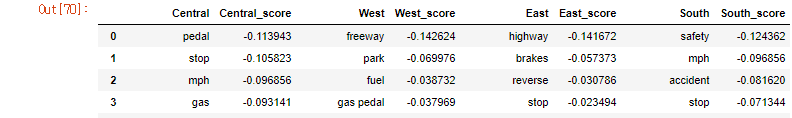 Out[70]:
Central Central_score West West_score East East_score South South_score
0 pedal -0.113943 freeway -0.142624 highway -0.141672 safety -0.124362
1 stop -0.105823 park -0.069976 brakes -0.057373 mph -0.096856
2 mph -0.096856 fuel -0.038732 reverse -0.030786 accident -0.081620
3 gas -0.093141 gas pedal -0.037969 stop -0.023494 stop -0.071344